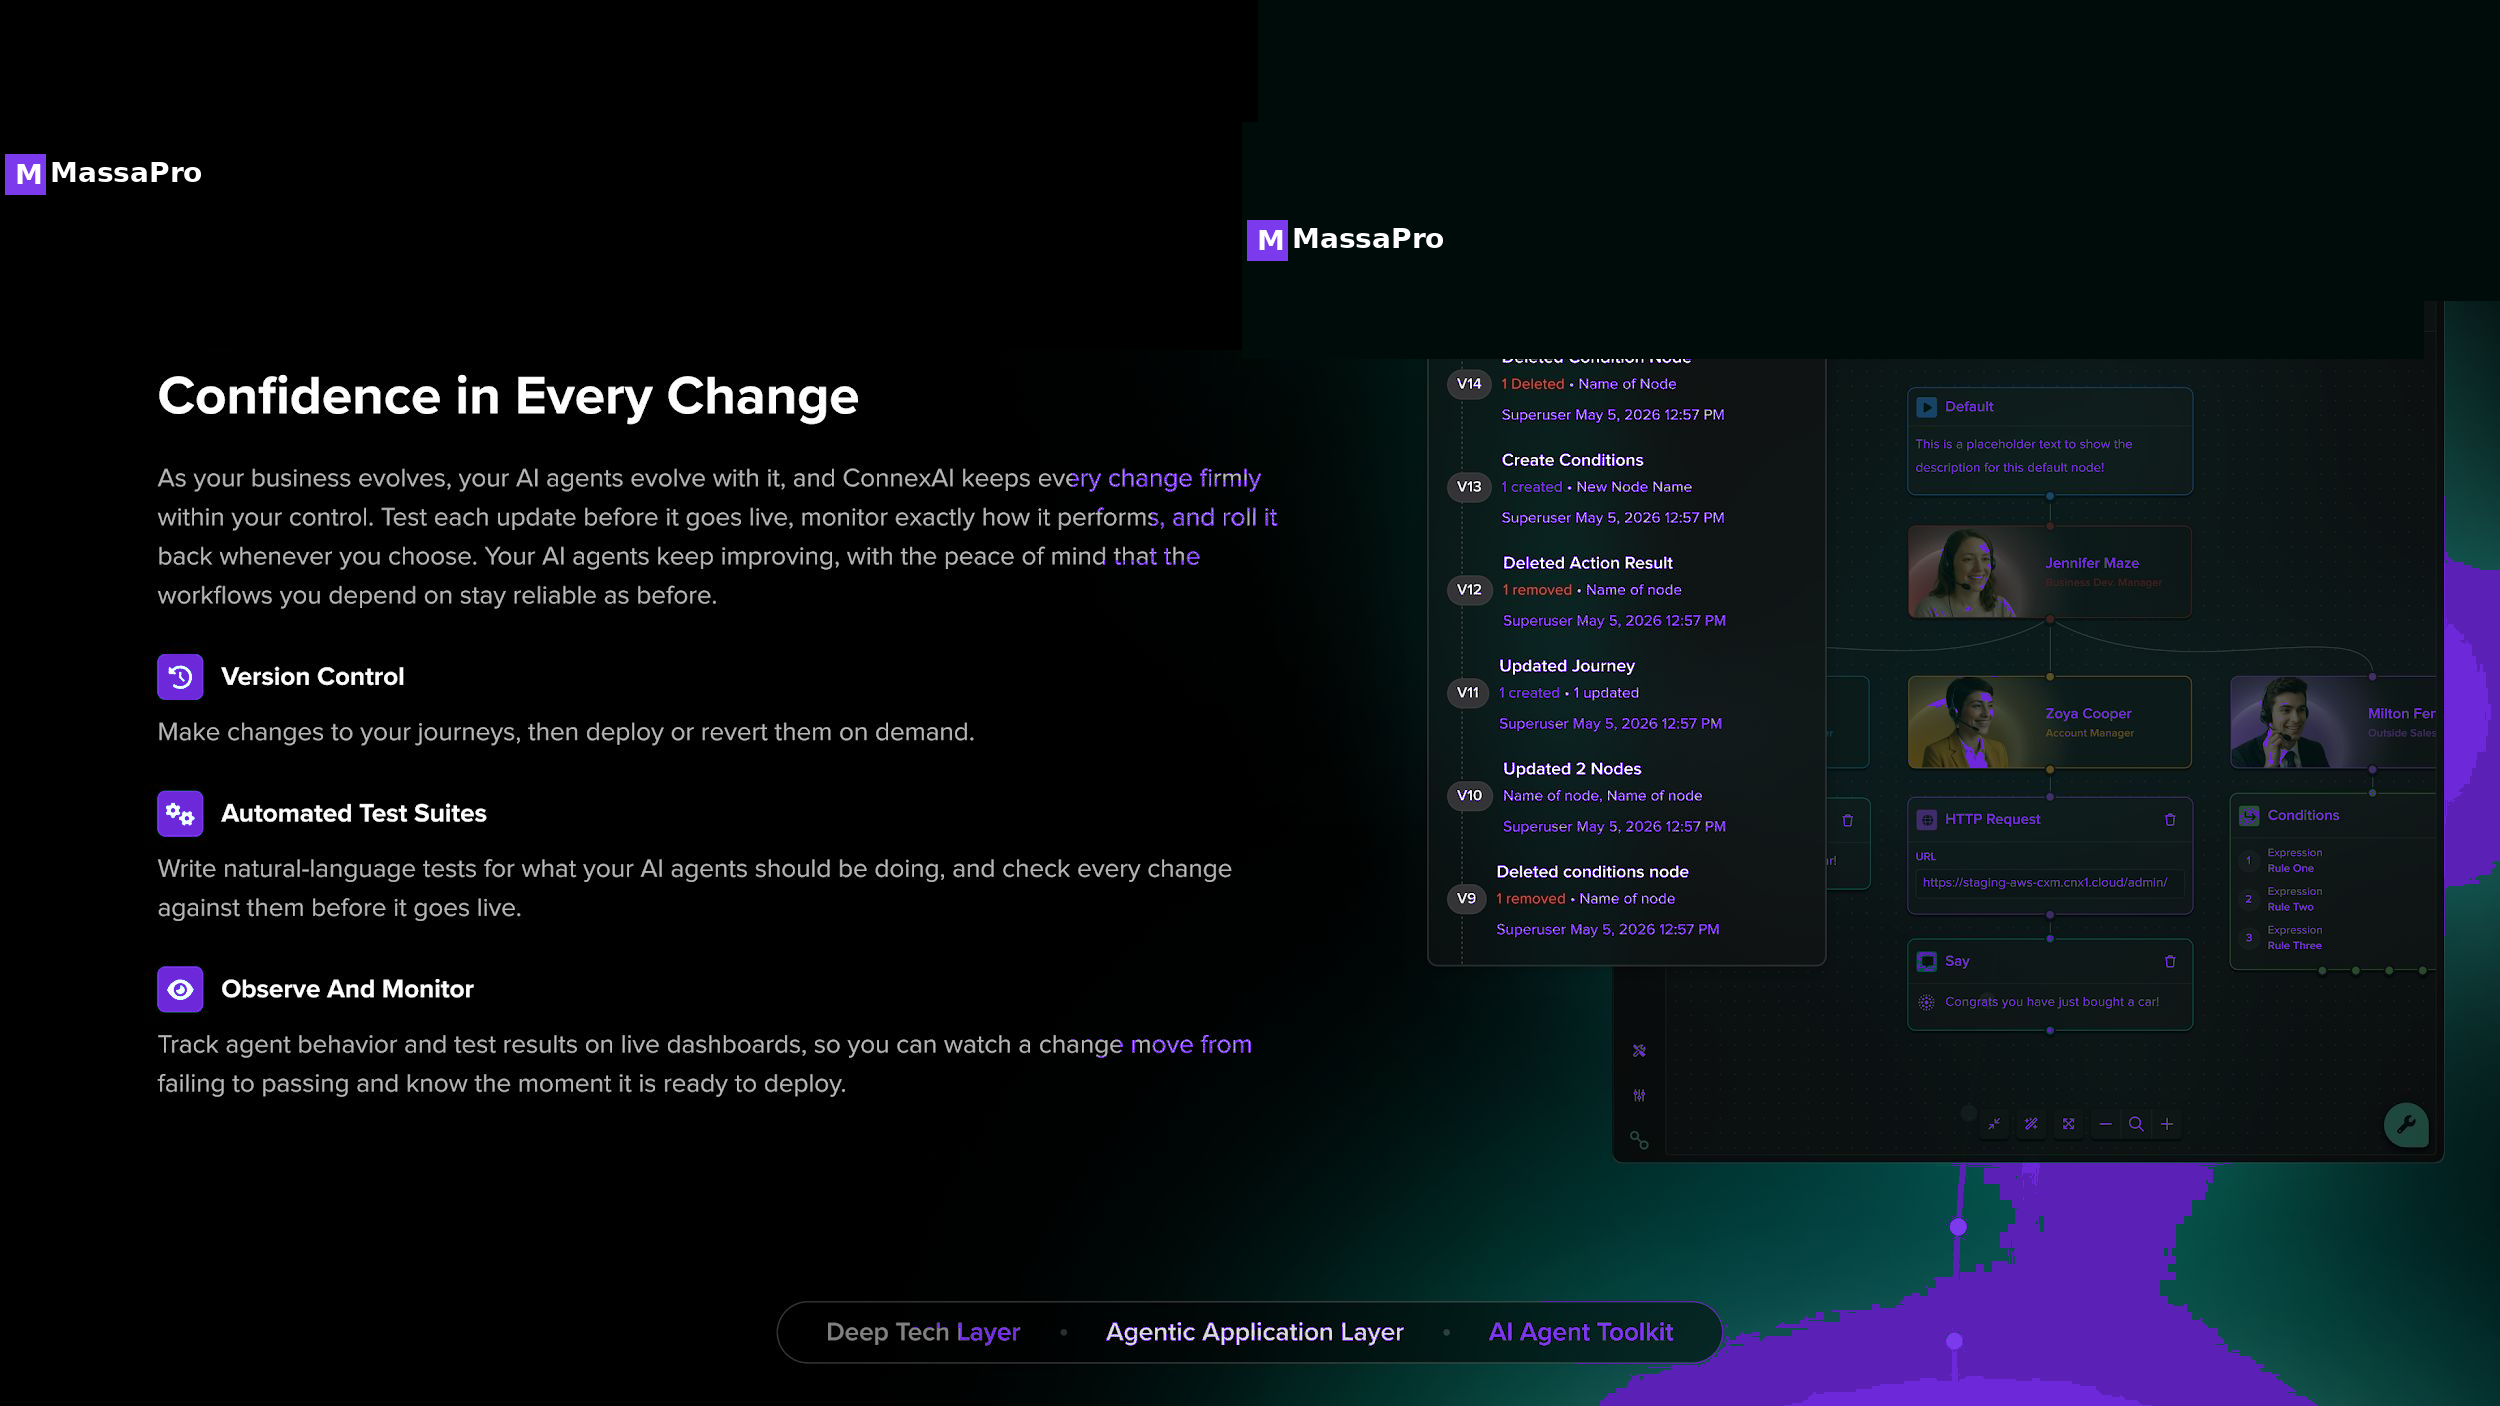 M MassaPro
M MassaPro
Confidence in Every Change
As your business evolves, your AI agents evolve with it, and ConnexAI keeps every change firmly
within your control. Test each update before it goes live, monitor exactly how it performs, and roll it
back whenever you choose. Your AI agents keep improving, with the peace of mind that the
workflows you depend on stay reliable as before.
Version Control
Make changes to your journeys, then deploy or revert them on demand.
Automated Test Suites
Write natural-language tests for what your AI agents should be doing, and check every change
against them before it goes live.
Observe And Monitor
Track agent behavior and test results on live dashboards, so you can watch a change move from
failing to passing and know the moment it is ready to deploy.
Deleted Condition Node
V14
1 Deleted • Name of Node
Superuser May 5, 2026 12:57 PM
Create Conditions
V13
1 created • New Node Name
Superuser May 5, 2026 12:57 PM
Deleted Action Result
V12
1 removed • Name of node
Superuser May 5, 2026 12:57 PM
Updated Journey
V11
1 created • 1 updated
Superuser May 5, 2026 12:57 PM
Updated 2 Nodes
V10
Name of node, Name of node
Superuser May 5, 2026 12:57 PM
Deleted conditions node
V9
1 removed • Name of node
Superuser May 5, 2026 12:57 PM
Default
This is a placeholder text to show the
description for this default node!
Jennifer Maze
Business Dev. Manager
Zoya Cooper
Account Manager
Milton Fer
Outside Sales
HTTP Request
URL
https://staging-aws-cxm.cnx1.cloud/admin/
Say
Congrats you have just bought a car!
Conditions
1
Expression
Rule One
2
Expression
Rule Two
3
Expression
Rule Three
Deep Tech Layer • Agentic Application Layer • AI Agent Toolkit